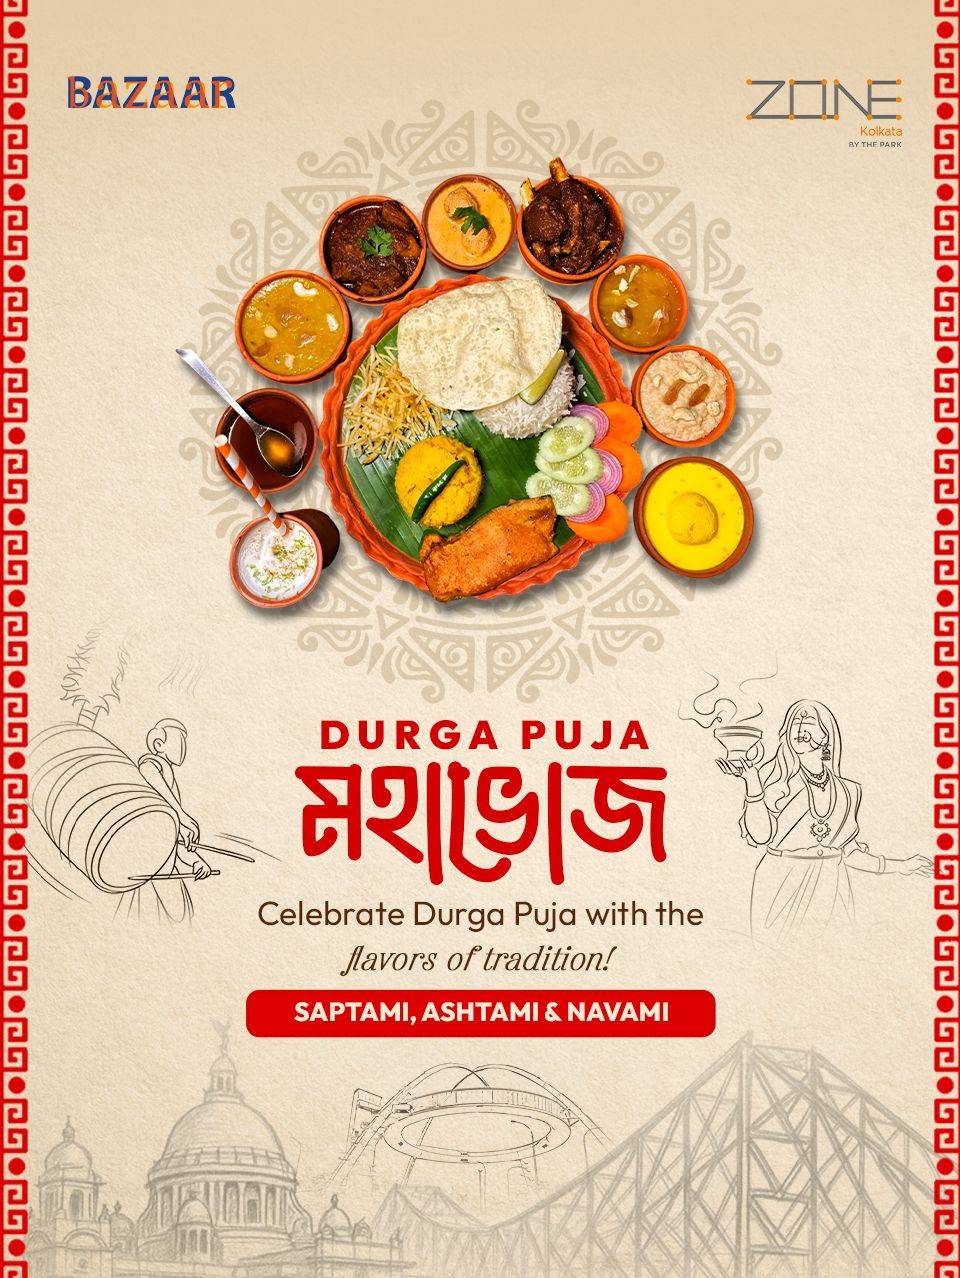 BAZAAR
ZONE
Kolkata
BY THE PARK
DURGA PUJA
মহাভোজ
Celebrate Durga Puja with the
flavors of tradition!
SAPTAMI, ASHTAMI & NAVAMI